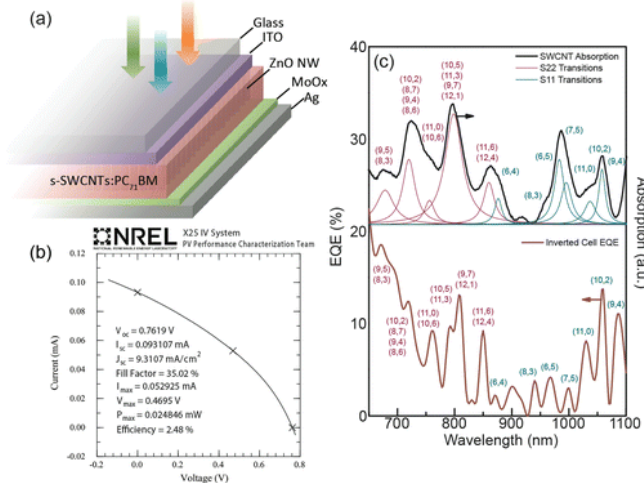 (a)
Glass
ITO
ZnO NW
MoOx
Ag
s-SWCNTs:PC71BM
(b)
NREL
NATIONAL RENEWABLE ENERGY LABORATORY
X25 IV System
PV Performance Characterization Team
Current (mA)
0.12
0.10
0.08
0.06
0.04
0.02
0.00
-0.02
Voc = 0.7619 V
Isc = 0.093107 mA
Jsc = 9.3107 mA/cm2
Fill Factor = 35.02 %
Imax = 0.052925 mA
Vmax = 0.4695 V
Pmax = 0.024846 mW
Efficiency = 2.48 %
-0.2 0.0 0.2 0.4 0.6 0.8
Voltage (V)
(c)
SWCNT Absorption
S22 Transitions
S11 Transitions
EQE (%)
40
30
20
10
0
(9,5)
(8,3)
(10,2)
(8,7)
(9,4)
(8,6)
(11,0)
(10,6)
(10,5)
(11,3)
(9,7)
(12,1)
(11,6)
(12,4)
(6,4)
(8,3)
(6,5)
(7,5)
(11,0)
(10,2)
(9,4)
Absorption (a.u.)
Inverted Cell EQE
(9,5)
(8,3)
(10,2)
(8,7)
(9,4)
(8,6)
(11,0)
(10,6)
(10,5)
(11,3)
(9,7)
(12,1)
(11,6)
(12,4)
(6,4)
(8,3)
(6,5)
(7,5)
(11,0)
(10,2)
(9,4)
700 800 900 1000 1100
Wavelength (nm)